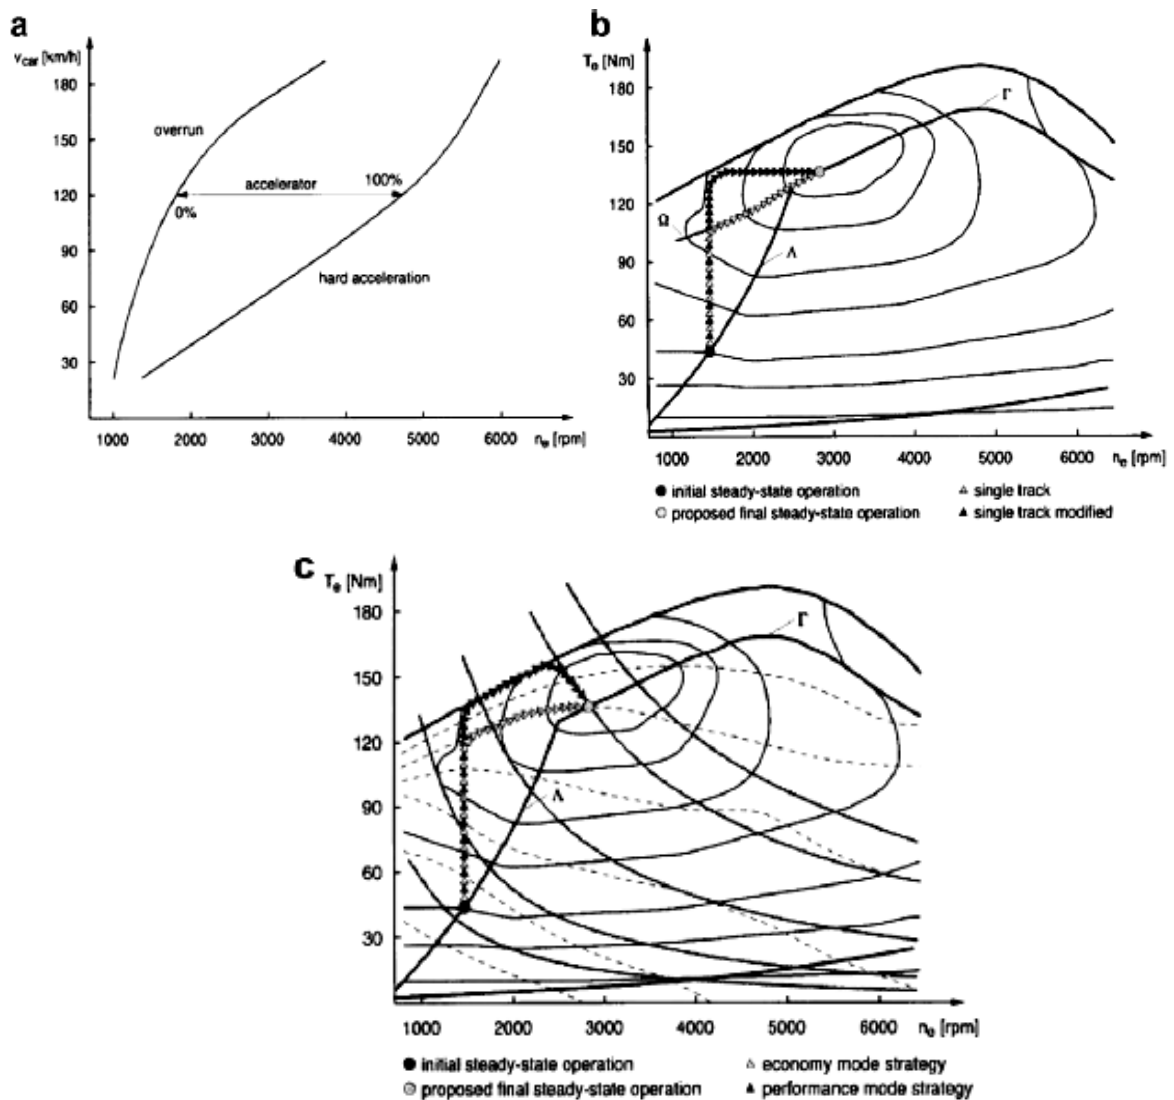 a
v_car [km/h]
180
150
120
90
60
30
overrun
accelerator
100%
0%
hard acceleration
1000 2000 3000 4000 5000 6000 n_e [rpm]
b
T_e [Nm]
180
150
120
90
60
30
Γ
Ω
Λ
1000 2000 3000 4000 5000 6000 n_e [rpm]
● initial steady-state operation △ single track
○ proposed final steady-state operation ▲ single track modified
c
T_e [Nm]
180
150
120
90
60
30
Γ
Λ
1000 2000 3000 4000 5000 6000 n_e [rpm]
● initial steady-state operation △ economy mode strategy
○ proposed final steady-state operation ▲ performance mode strategy